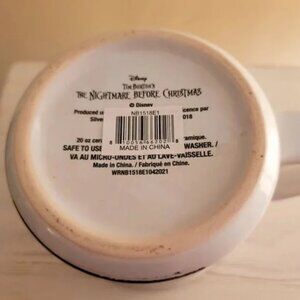 Disney
Tim Burton's
THE NIGHTMARE BEFORE CHRISTMAS
© Disney
Produced u cence par
Silve 018
NB1518E1
MADE IN CHINA
20 oz cer ramique.
SAFE TO USE WASHER. /
VA AU MICRO-ONDES ET AU LAVE-VAISSELLE.
Made in China. / Fabriqué en Chine.
WRNB1518E1042021